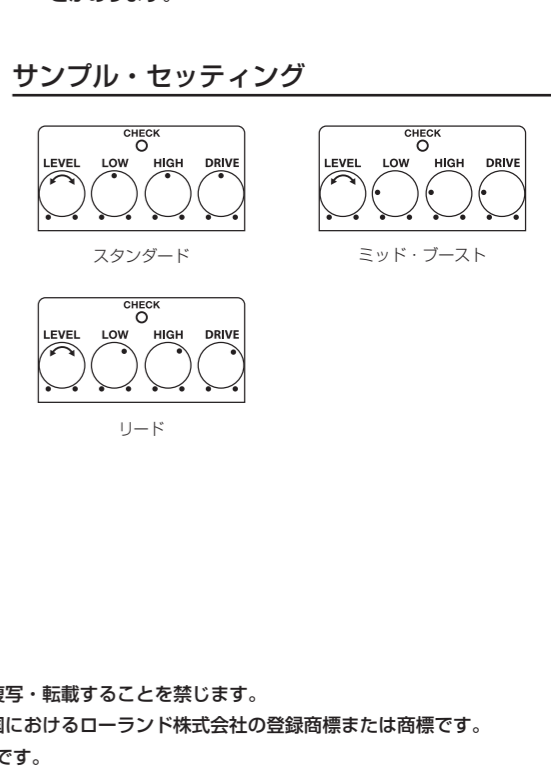 とがあります。
サンプル・セッティング
CHECK
LEVEL LOW HIGH DRIVE
スタンダード
CHECK
LEVEL LOW HIGH DRIVE
ミッド・ブースト
CHECK
LEVEL LOW HIGH DRIVE
リード
写・転載することを禁じます。
におけるローランド株式会社の登録商標または商標です。
です。